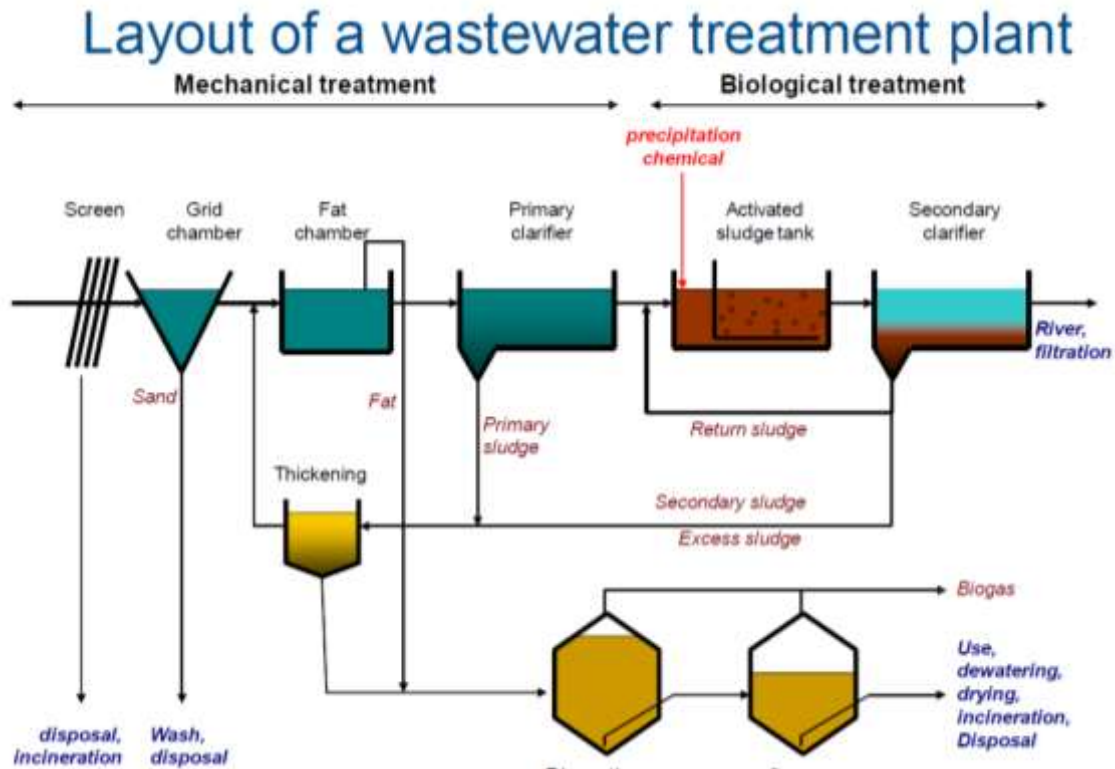 Layout of a wastewater treatment plant
Mechanical treatment
Biological treatment
precipitation
chemical
Screen
Grid
chamber
Fat
chamber
Primary
clarifier
Activated
sludge tank
Secondary
clarifier
River,
filtration
Sand
Fat
Primary
sludge
Return sludge
Thickening
Secondary sludge
Excess sludge
Biogas
Use,
dewatering,
drying,
incineration,
Disposal
disposal,
incineration
Wash,
disposal